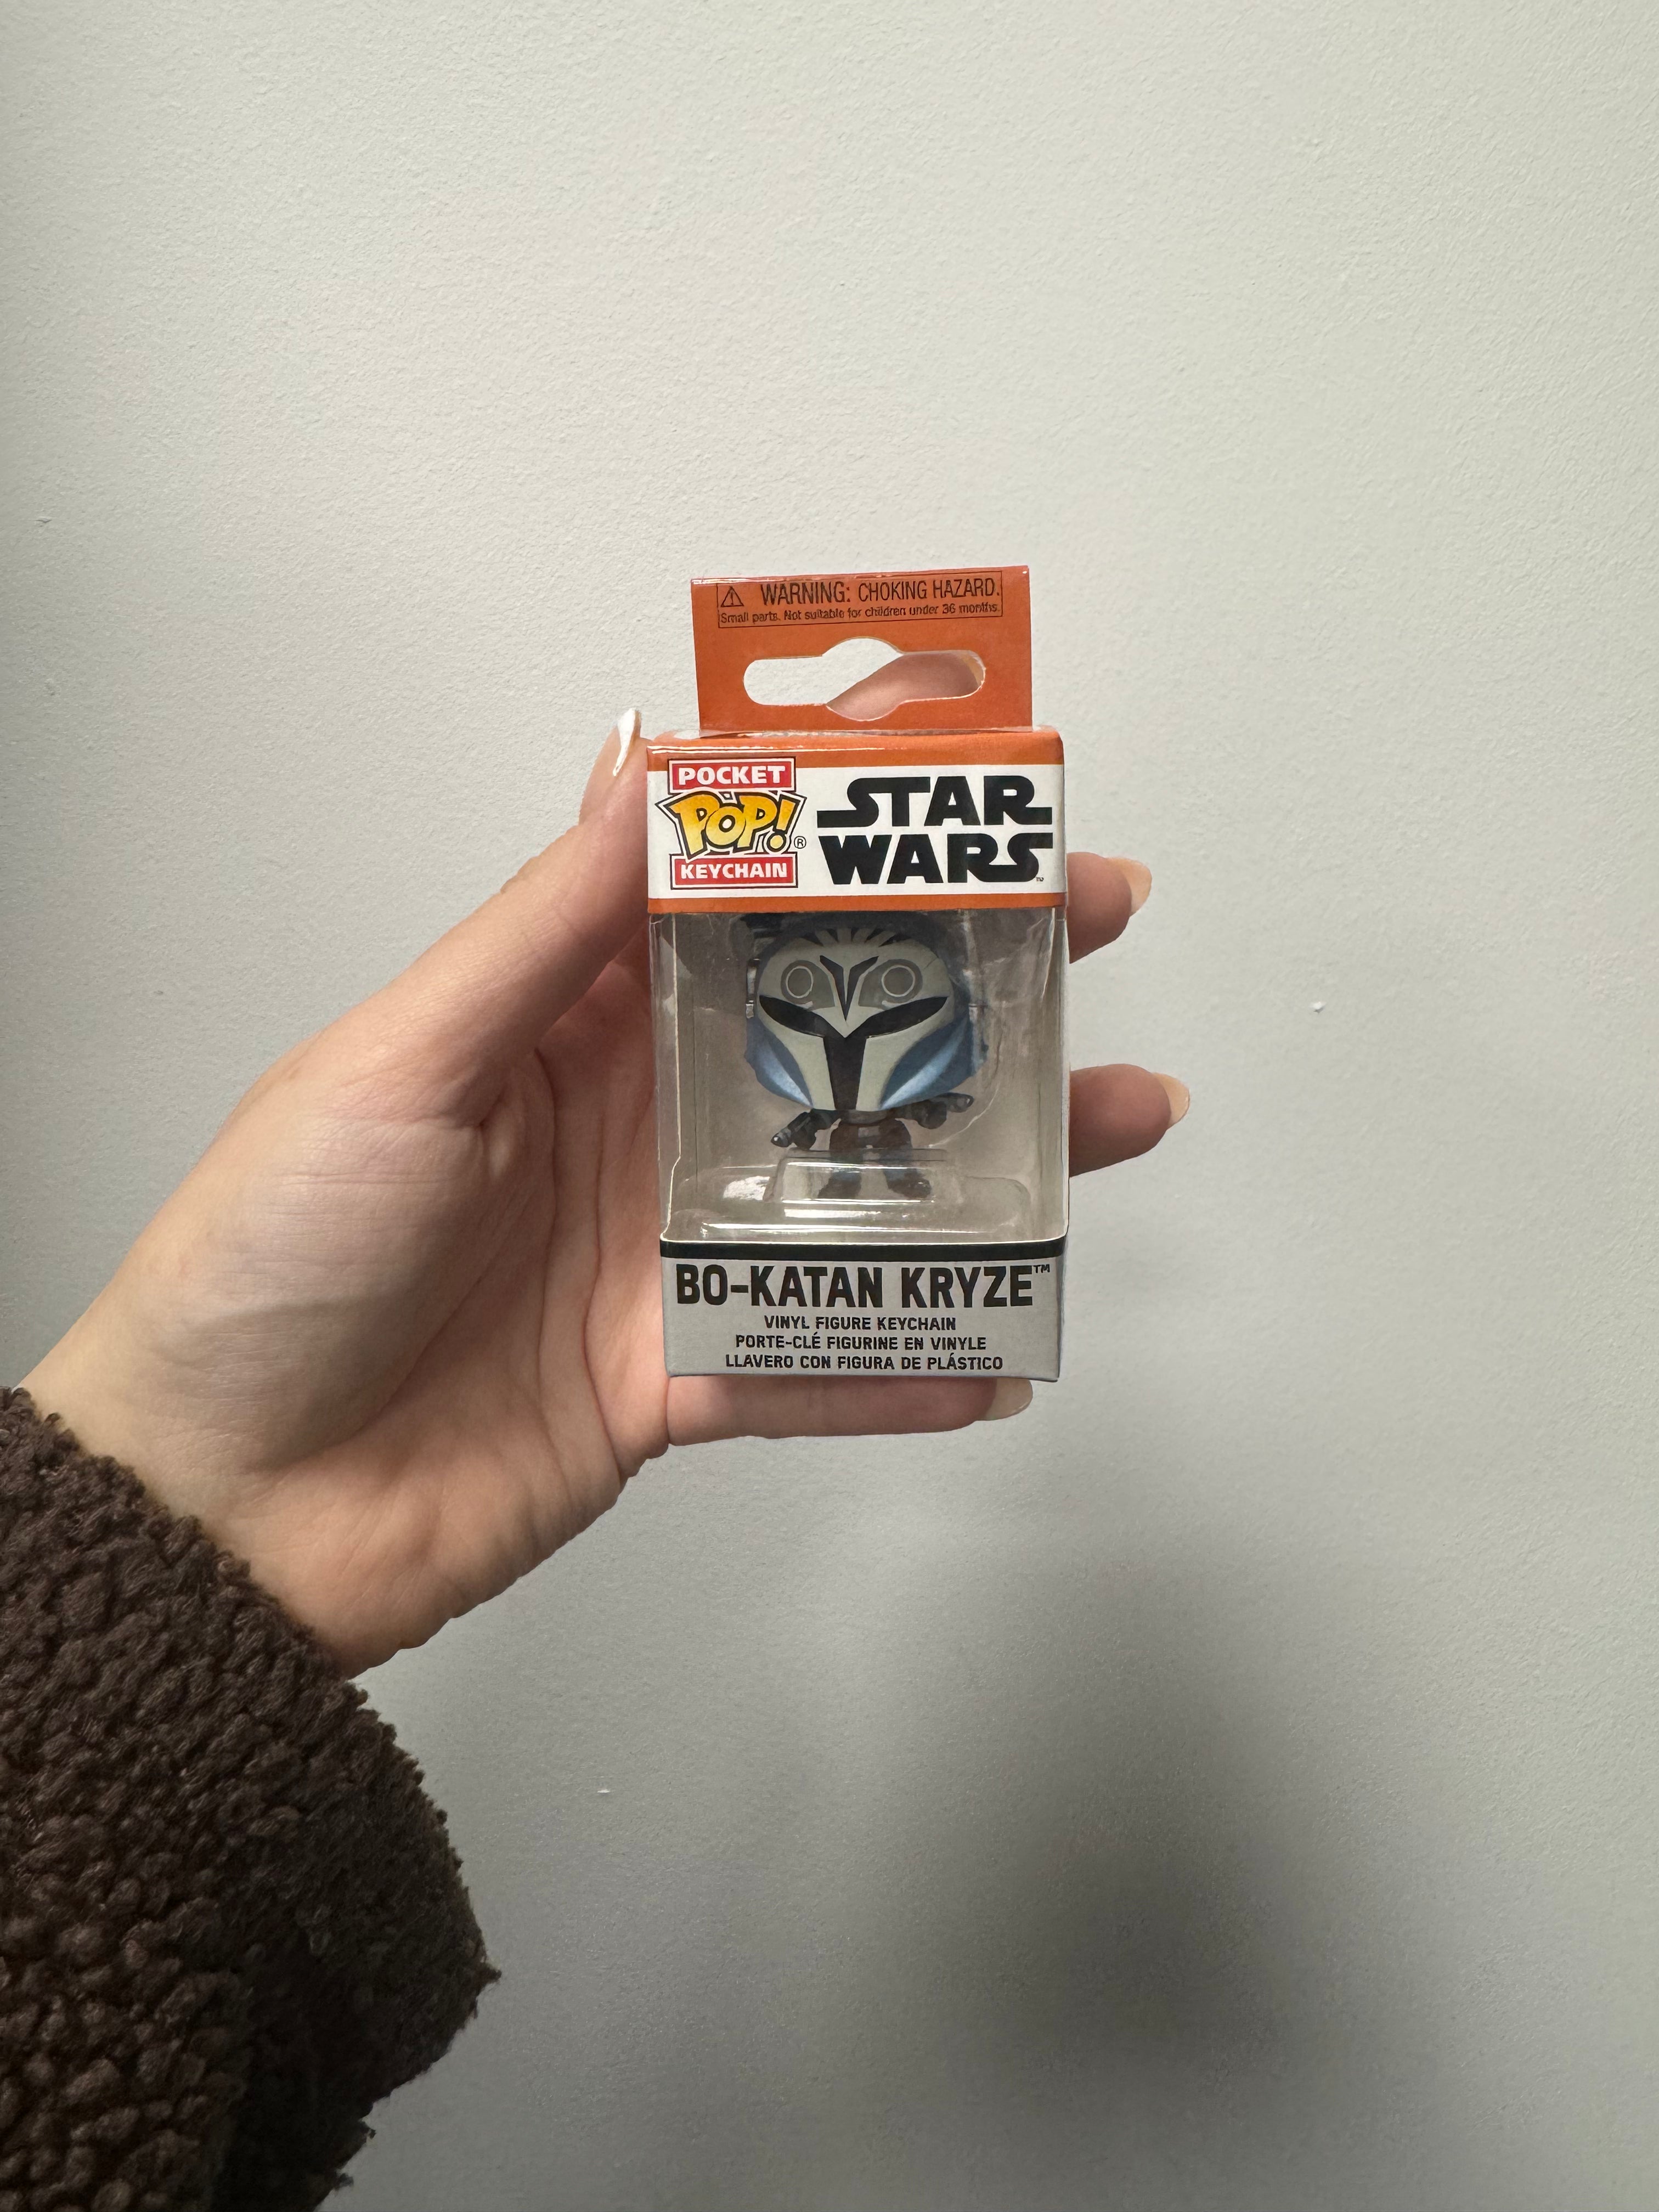 ⚠ WARNING: CHOKING HAZARD.
Small parts. Not suitable for children under 36 months.
POCKET
POP!®
KEYCHAIN
STAR
WARS™
BO-KATAN KRYZE™
VINYL FIGURE KEYCHAIN
PORTE-CLÉ FIGURINE EN VINYLE
LLAVERO CON FIGURA DE PLÁSTICO